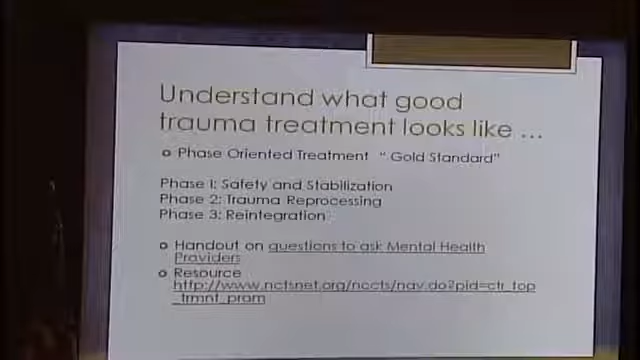 Understand what good
trauma treatment looks like ...
Phase Oriented Treatment " Gold Standard"
Phase I: Safety and Stabilization
Phase 2: Trauma Reprocessing
Phase 3: Reintegration
Handout on questions to ask Mental Health
Providers
Resource
http://www.nctsnet.org/nccts/nav.do?pid=ctr_top
_trmnt_prom